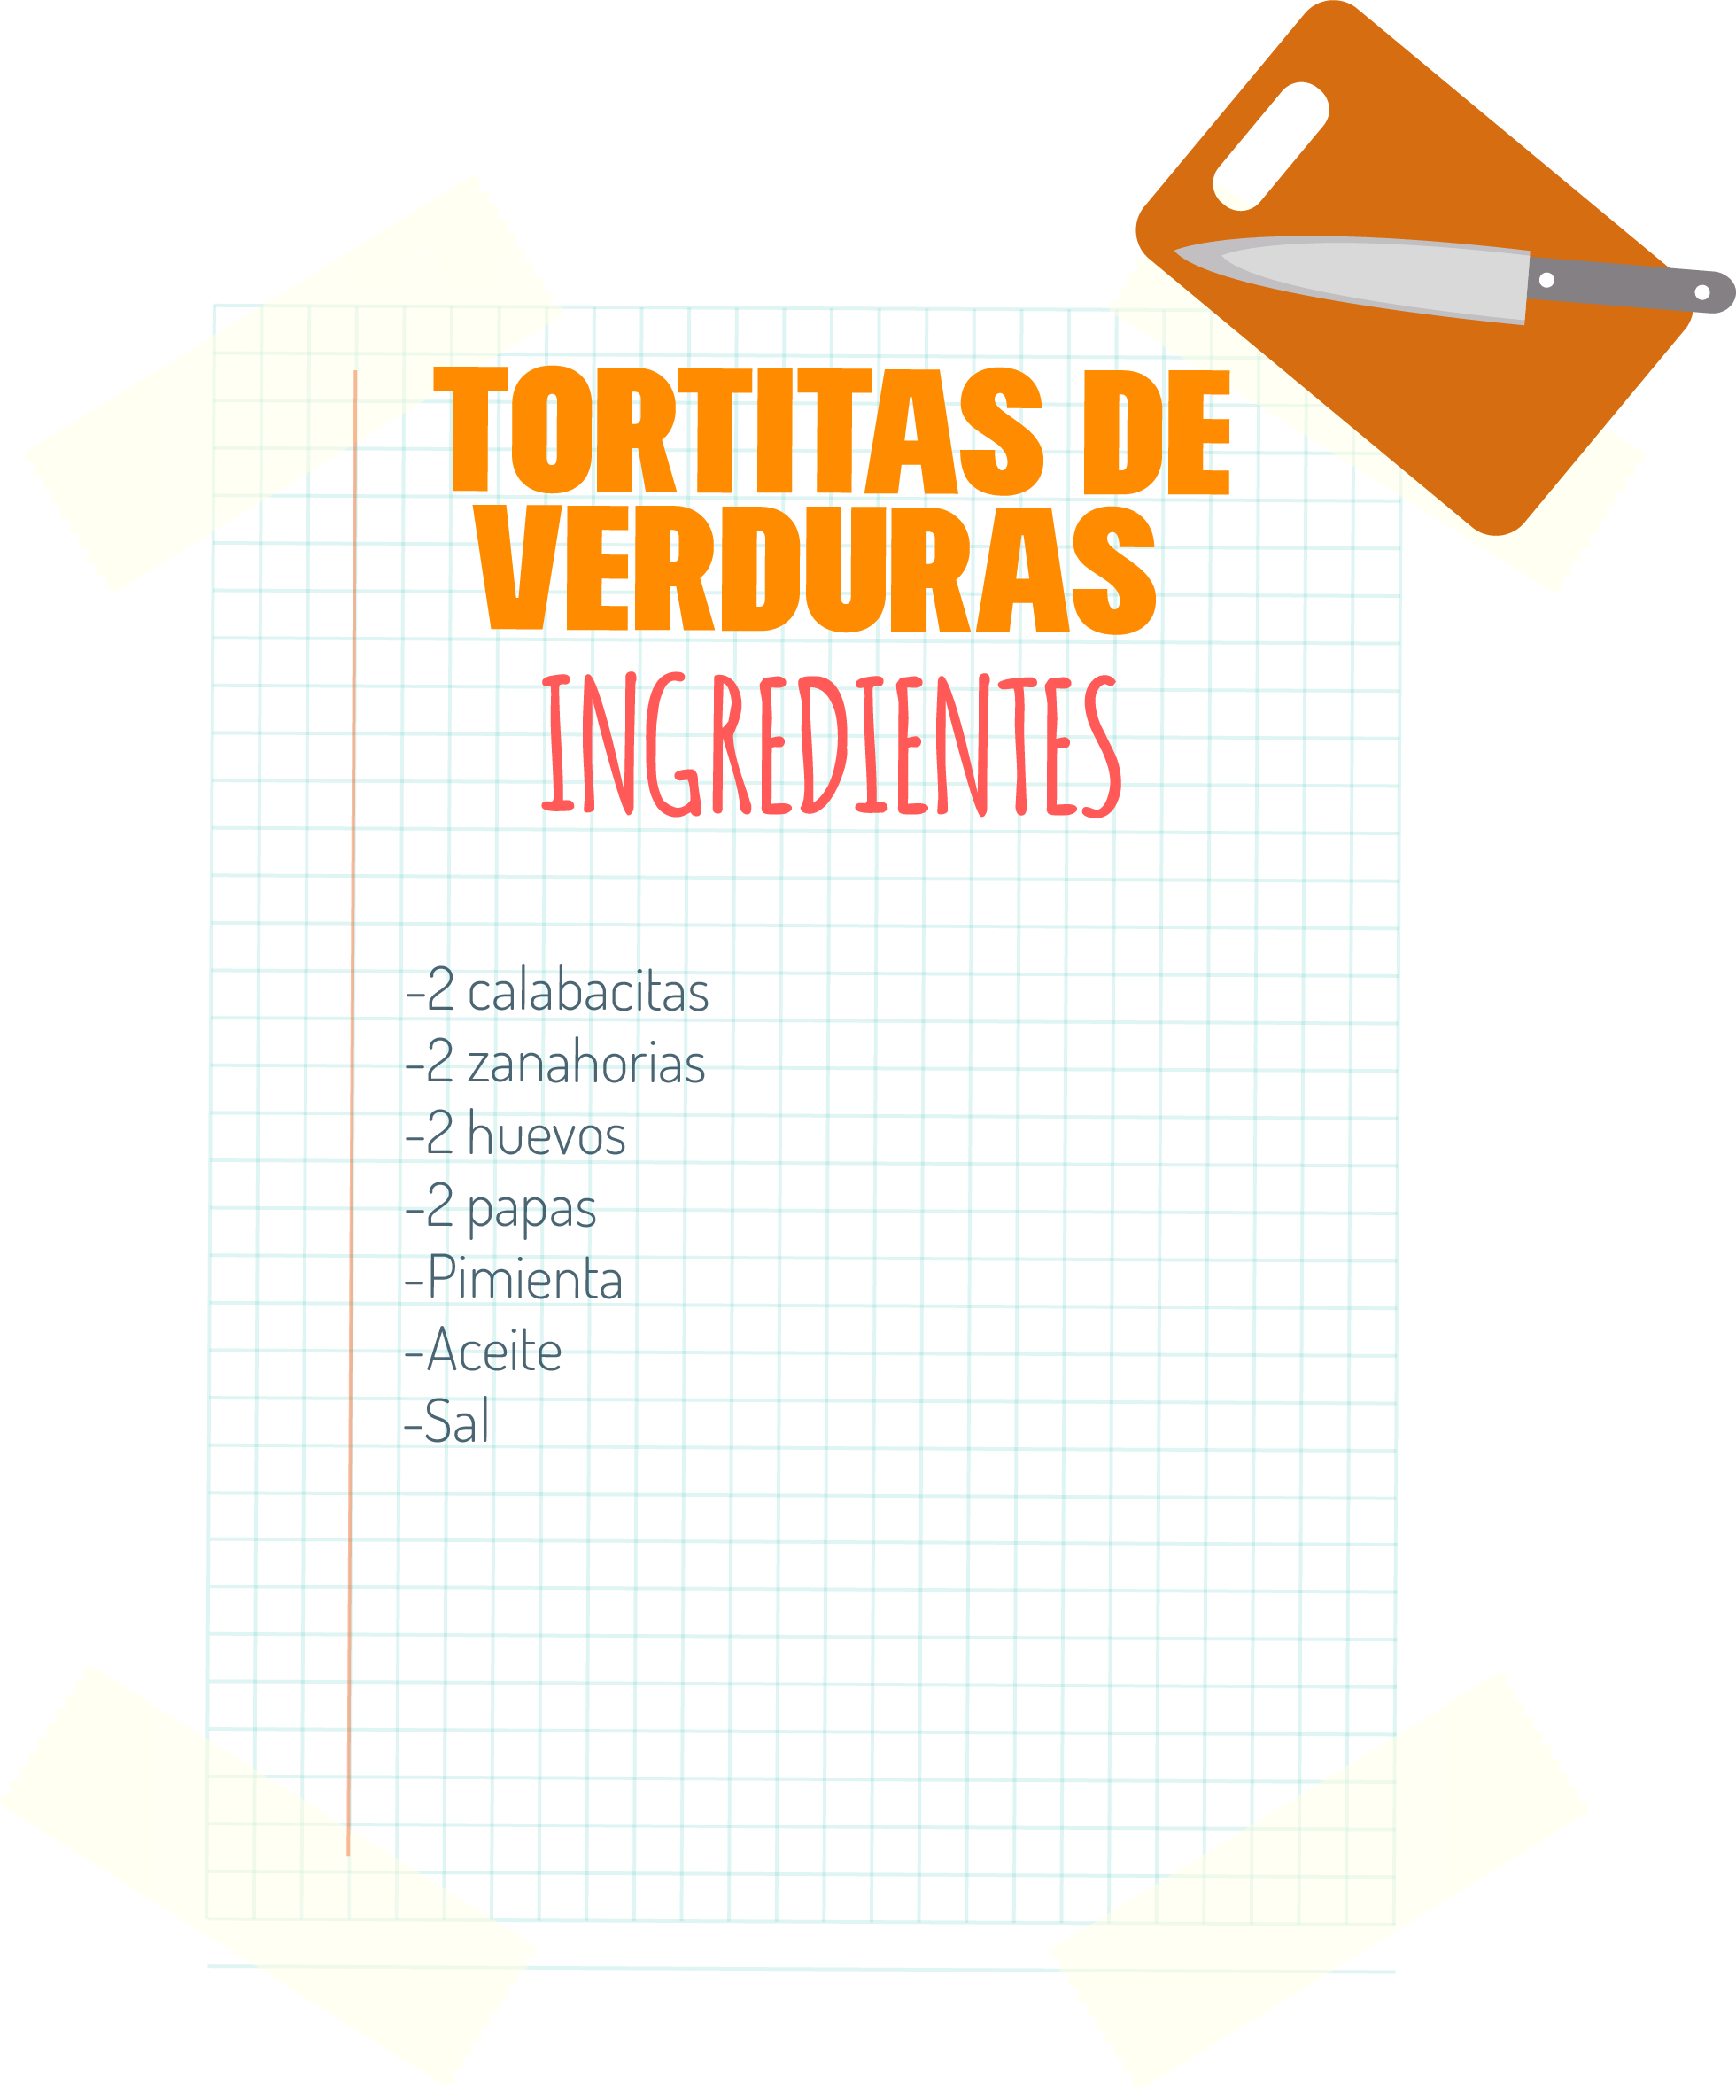 TORTITAS DE
VERDURAS
INGREDIENTES
-2 calabacitas
-2 zanahorias
-2 huevos
-2 papas
-Pimienta
-Aceite
-Sal